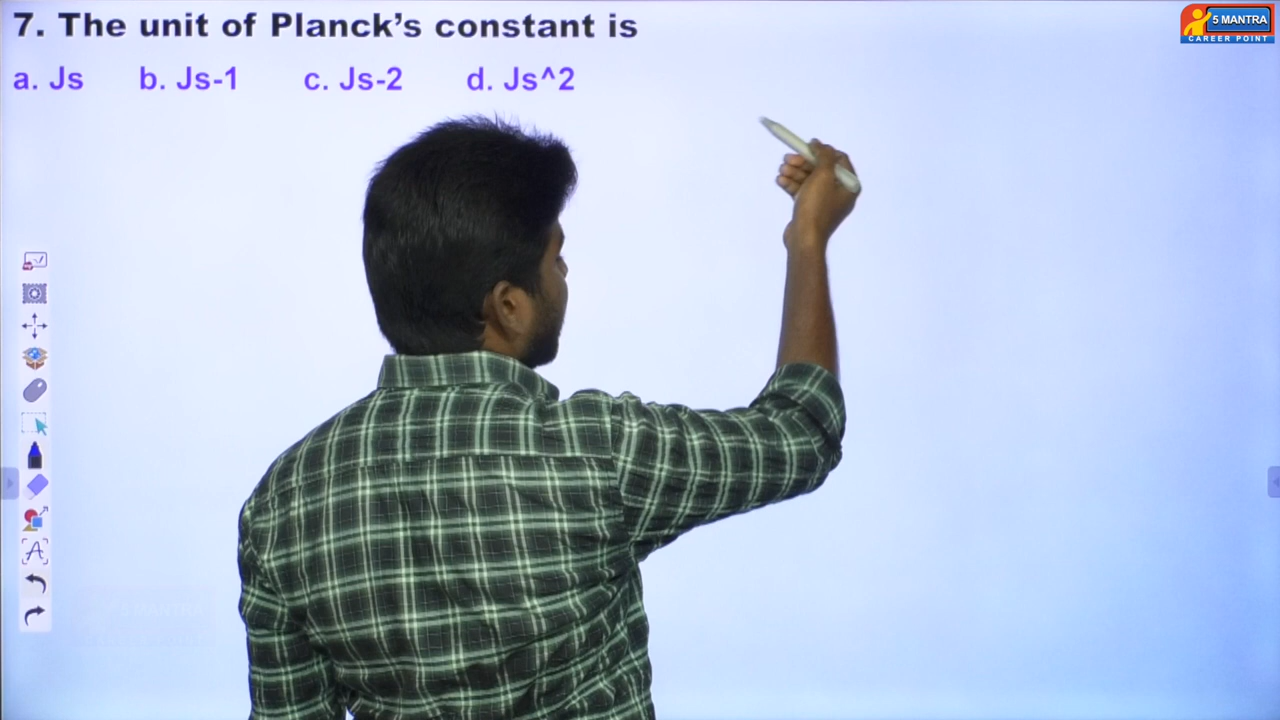 7. The unit of Planck’s constant is
a. Js b. Js-1 c. Js-2 d. Js^2
5 MANTRA
CAREER POINT
A